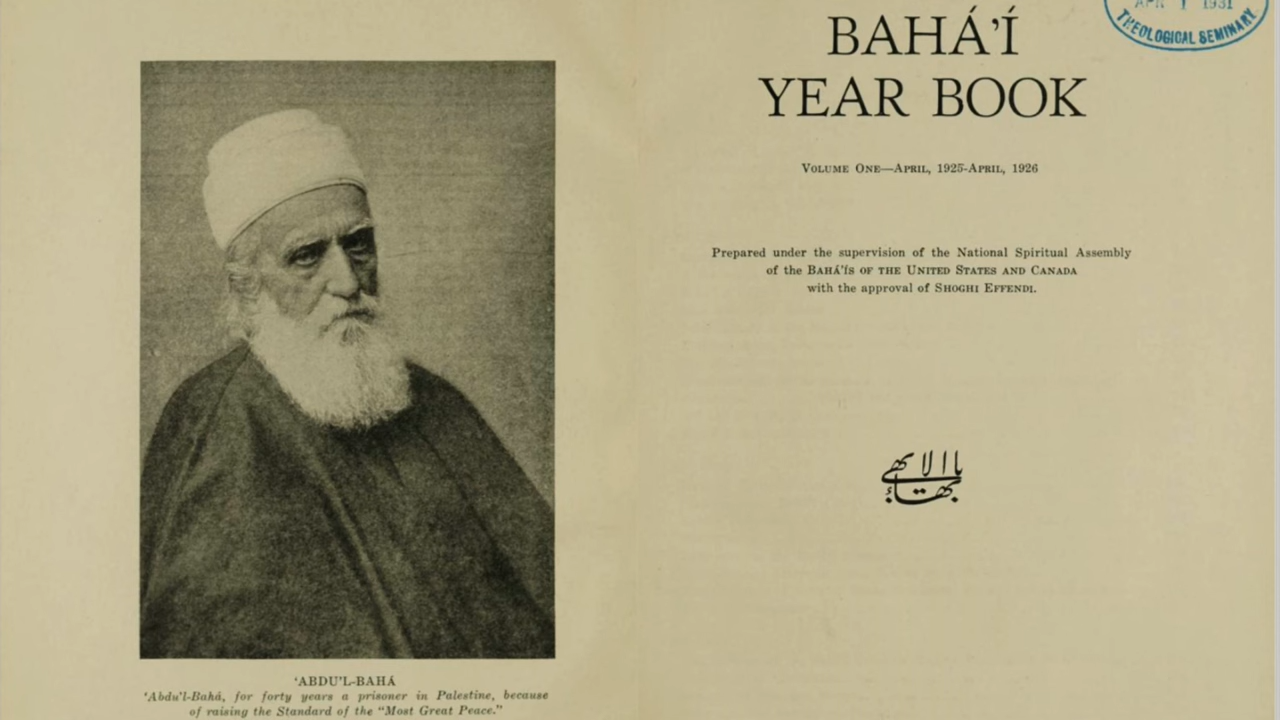 'ABDU'L-BAHÁ
'Abdu'l-Bahá, for forty years a prisoner in Palestine, because
of raising the Standard of the "Most Great Peace."
APR 1931
THEOLOGICAL SEMINARY
BAHÁ'Í
YEAR BOOK
VOLUME ONE—APRIL, 1925-APRIL, 1926
Prepared under the supervision of the National Spiritual Assembly
of the BAHÁ'ÍS OF THE UNITED STATES AND CANADA
with the approval of SHOGHI EFFENDI.
يا بهاء الابهى